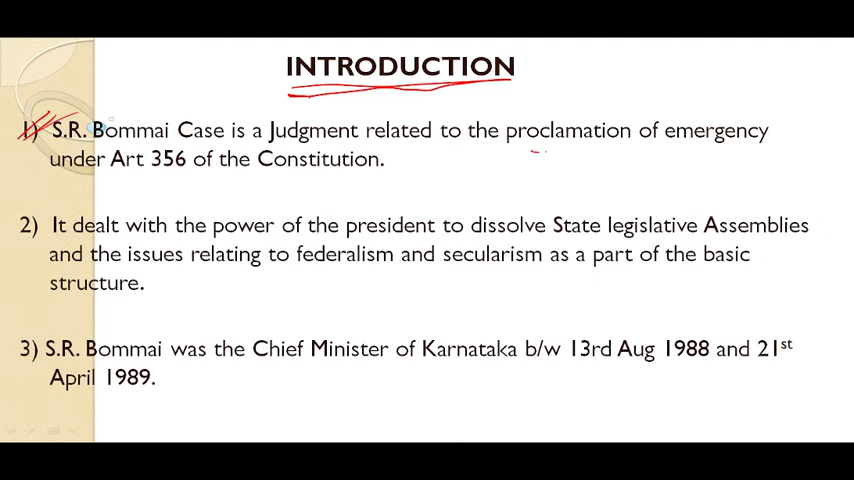 INTRODUCTION
1) S.R. Bommai Case is a Judgment related to the proclamation of emergency
under Art 356 of the Constitution.
2) It dealt with the power of the president to dissolve State legislative Assemblies
and the issues relating to federalism and secularism as a part of the basic
structure.
3) S.R. Bommai was the Chief Minister of Karnataka b/w 13rd Aug 1988 and 21st
April 1989.